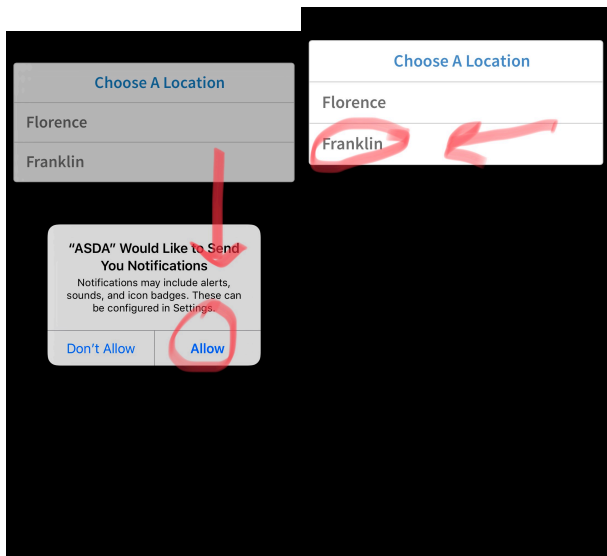 Choose A Location
Florence
Franklin
“ASDA” Would Like to Send
You Notifications
Notifications may include alerts,
sounds, and icon badges. These can
be configured in Settings.
Don’t Allow
Allow
Choose A Location
Florence
Franklin